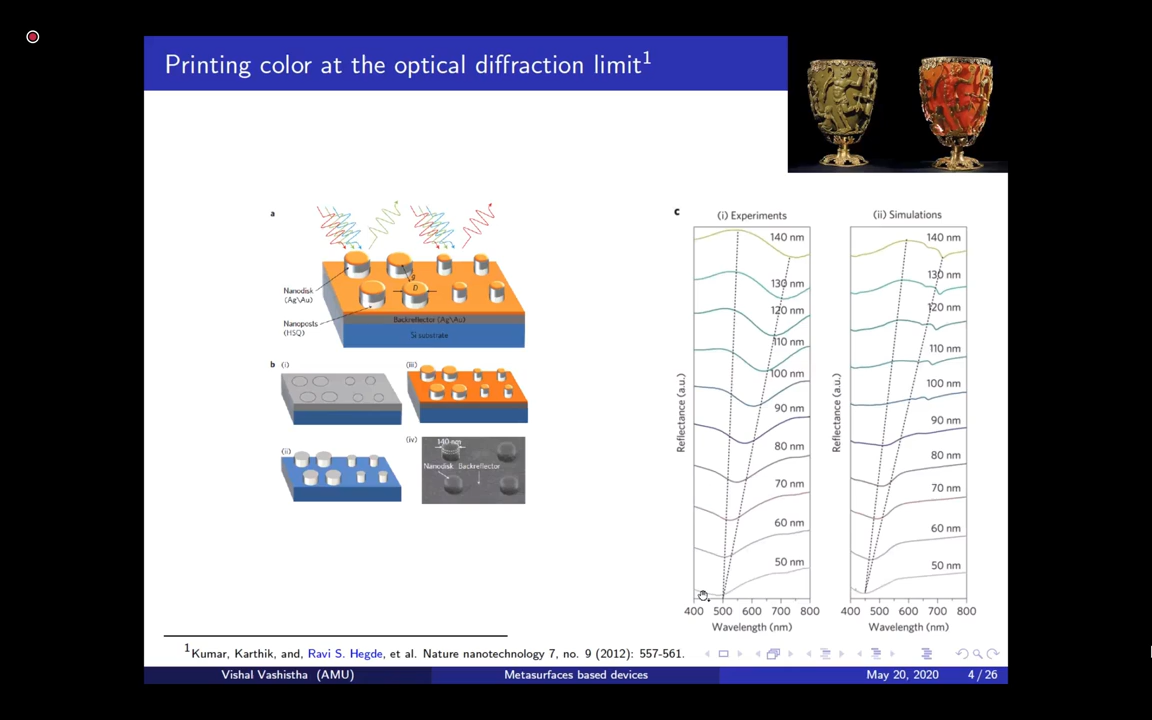 Printing color at the optical diffraction limit1
a
Nanodisk
(Ag\Au)
g
D
Nanoposts
(HSQ)
Backreflector (Ag\Au)
Si substrate
b
(i)
(iii)
(ii)
(iv)
140 nm
Nanodisk Backreflector
c
(i) Experiments
140 nm
130 nm
120 nm
110 nm
100 nm
90 nm
80 nm
70 nm
60 nm
50 nm
Reflectance (a.u.)
400 500 600 700 800
Wavelength (nm)
(ii) Simulations
140 nm
130 nm
120 nm
110 nm
100 nm
90 nm
80 nm
70 nm
60 nm
50 nm
Reflectance (a.u.)
400 500 600 700 800
Wavelength (nm)
1Kumar, Karthik, and, Ravi S. Hegde, et al. Nature nanotechnology 7, no. 9 (2012): 557-561.
Vishal Vashistha (AMU)
Metasurfaces based devices
May 20, 2020
4 / 26